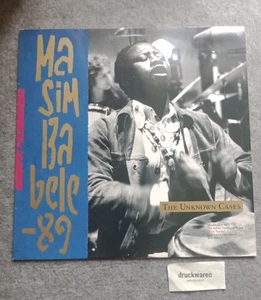 Ma
sim
Ba
bele
-89
THE UNKNOWN CASES
druckwaren